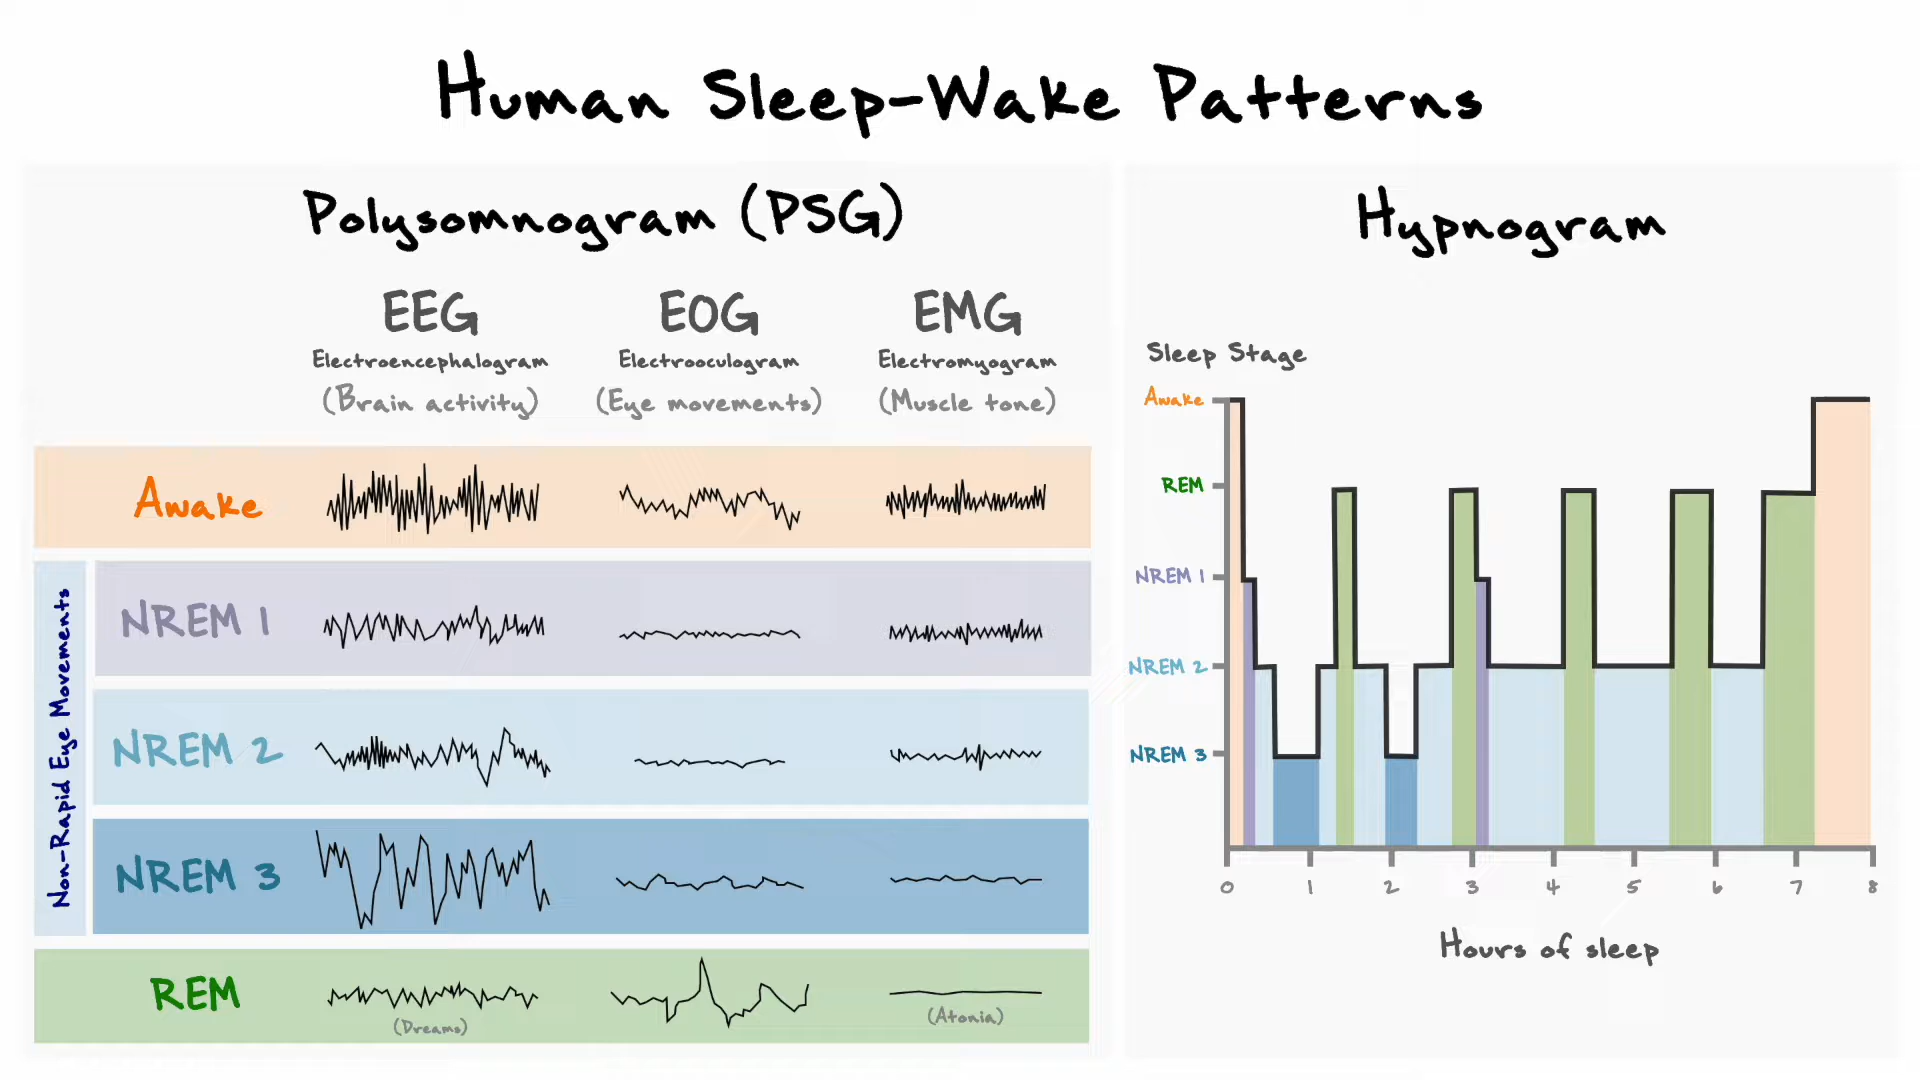 Human Sleep-Wake Patterns
Polysomnogram (PSG)
EEG
Electroencephalogram
(Brain activity)
EOG
Electrooculogram
(Eye movements)
EMG
Electromyogram
(Muscle tone)
Awake
Non-Rapid Eye Movements
NREM 1
NREM 2
NREM 3
REM
(Dreams)
(Atonia)
Hypnogram
Sleep Stage
Awake
REM
NREM 1
NREM 2
NREM 3
0 1 2 3 4 5 6 7 8
Hours of sleep